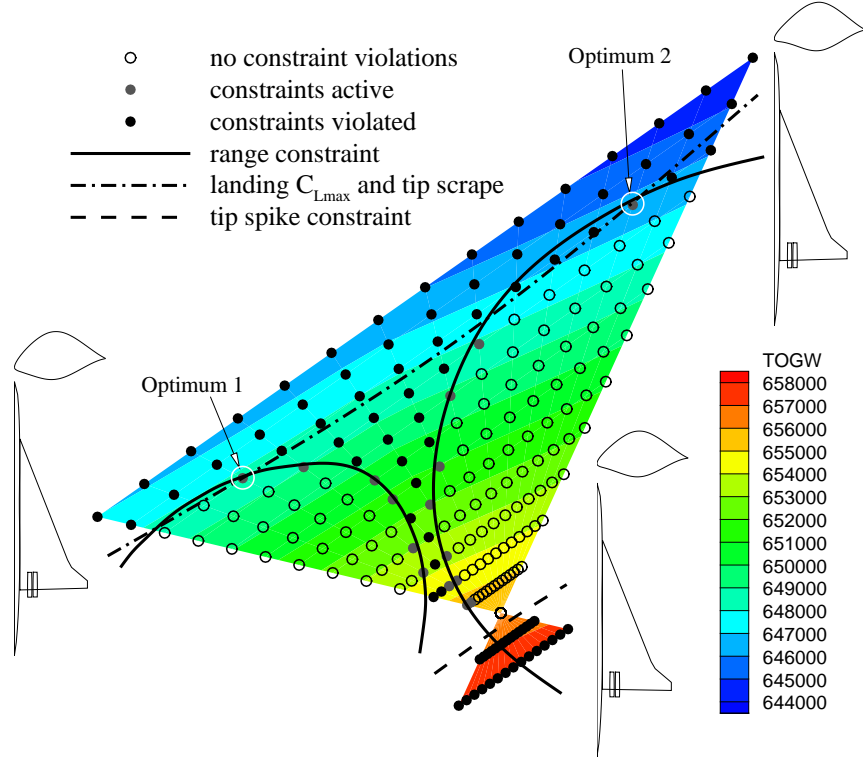 no constraint violations
constraints active
constraints violated
range constraint
landing C_Lmax and tip scrape
tip spike constraint
Optimum 2
Optimum 1
TOGW
658000
657000
656000
655000
654000
653000
652000
651000
650000
649000
648000
647000
646000
645000
644000